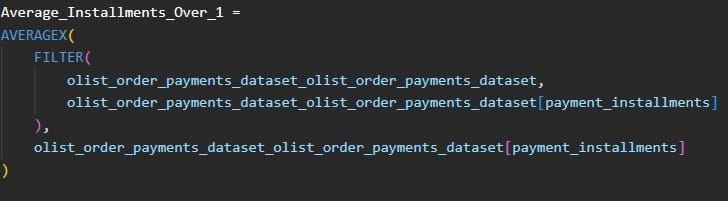 Average_Installments_Over_1 =
AVERAGEX(
    FILTER(
        olist_order_payments_dataset_olist_order_payments_dataset,
        olist_order_payments_dataset_olist_order_payments_dataset[payment_installments]
    ),
    olist_order_payments_dataset_olist_order_payments_dataset[payment_installments]
)